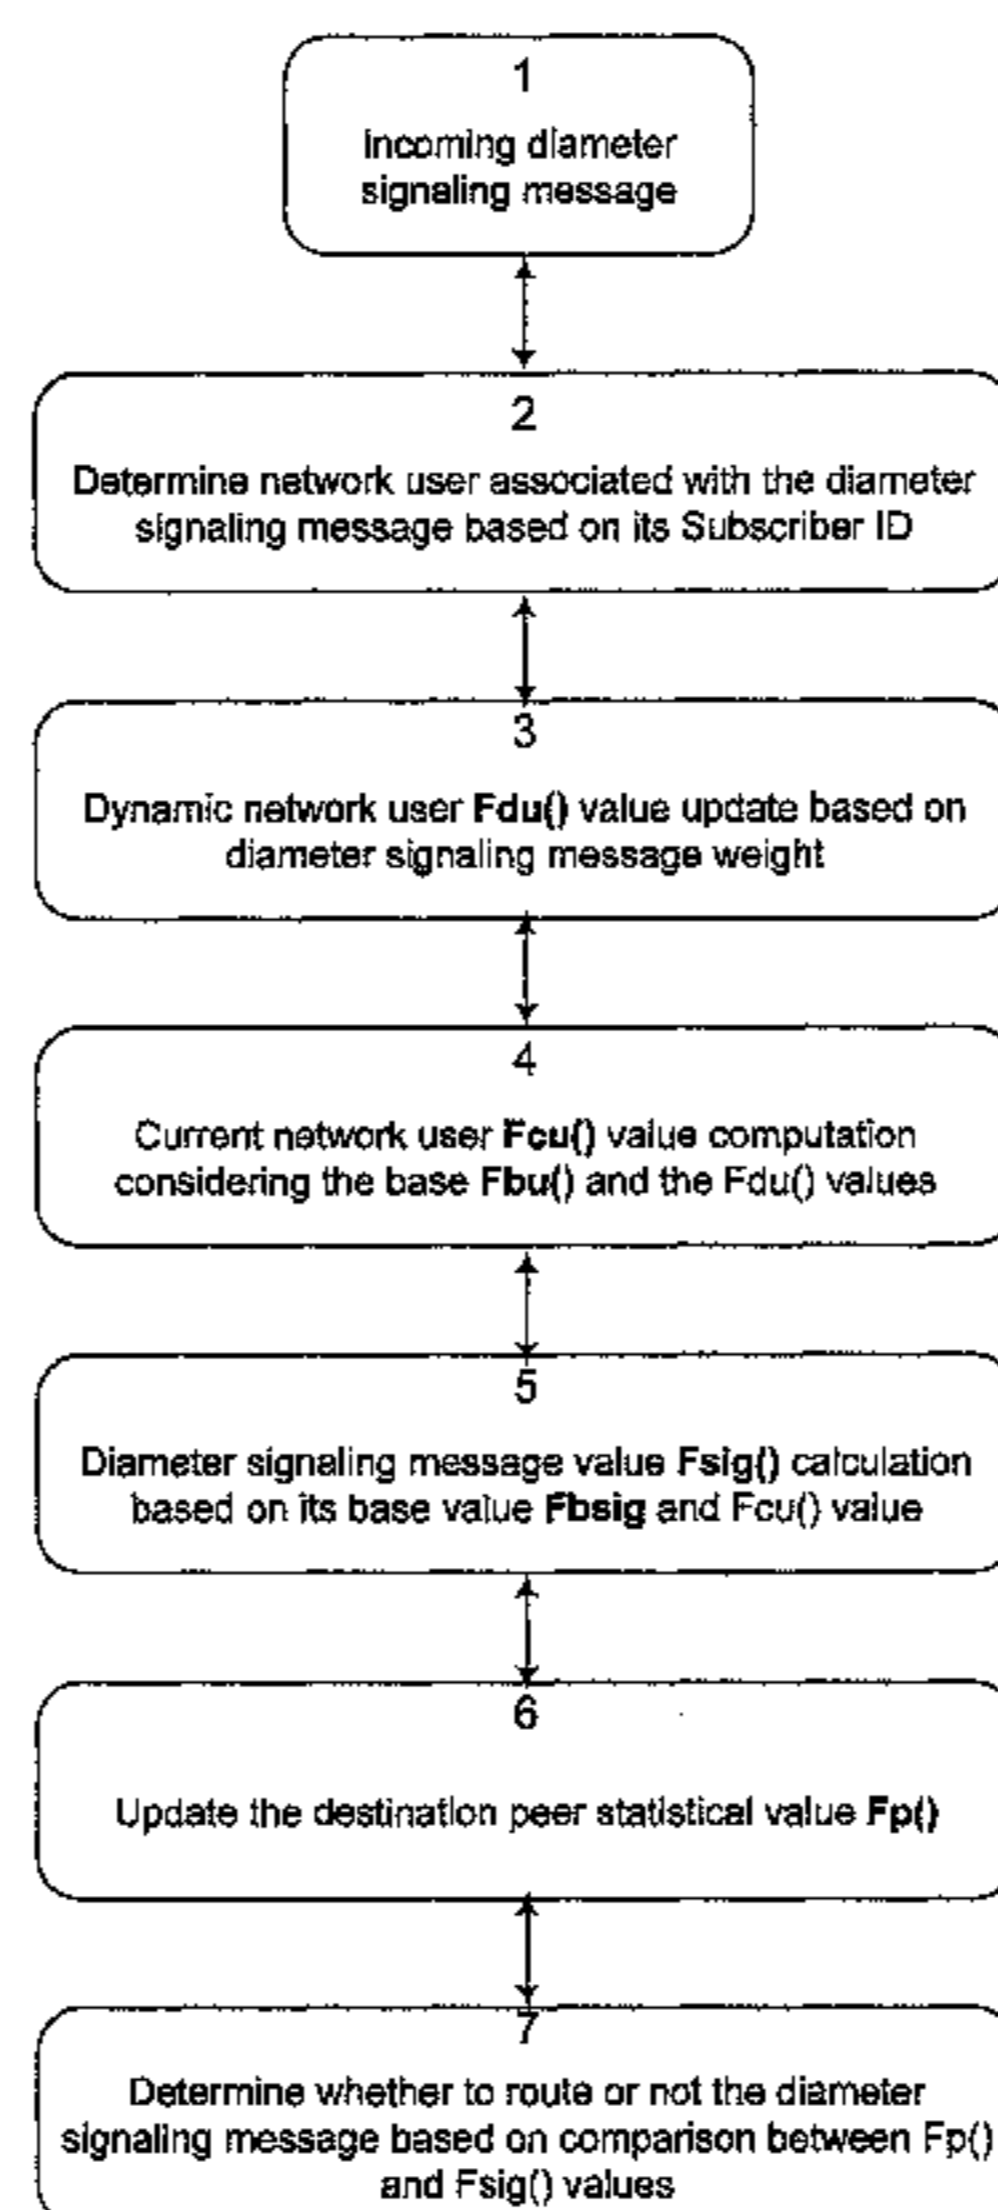 1
Incoming diameter
signaling message
2
Determine network user associated with the diameter
signaling message based on its Subscriber ID
3
Dynamic network user Fdu() value update based on
diameter signaling message weight
4
Current network user Fcu() value computation
considering the base Fbu() and the Fdu() values
5
Diameter signaling message value Fsig() calculation
based on its base value Fbsig and Fcu() value
6
Update the destination peer statistical value Fp()
7
Determine whether to route or not the diameter
signaling message based on comparison between Fp()
and Fsig() values